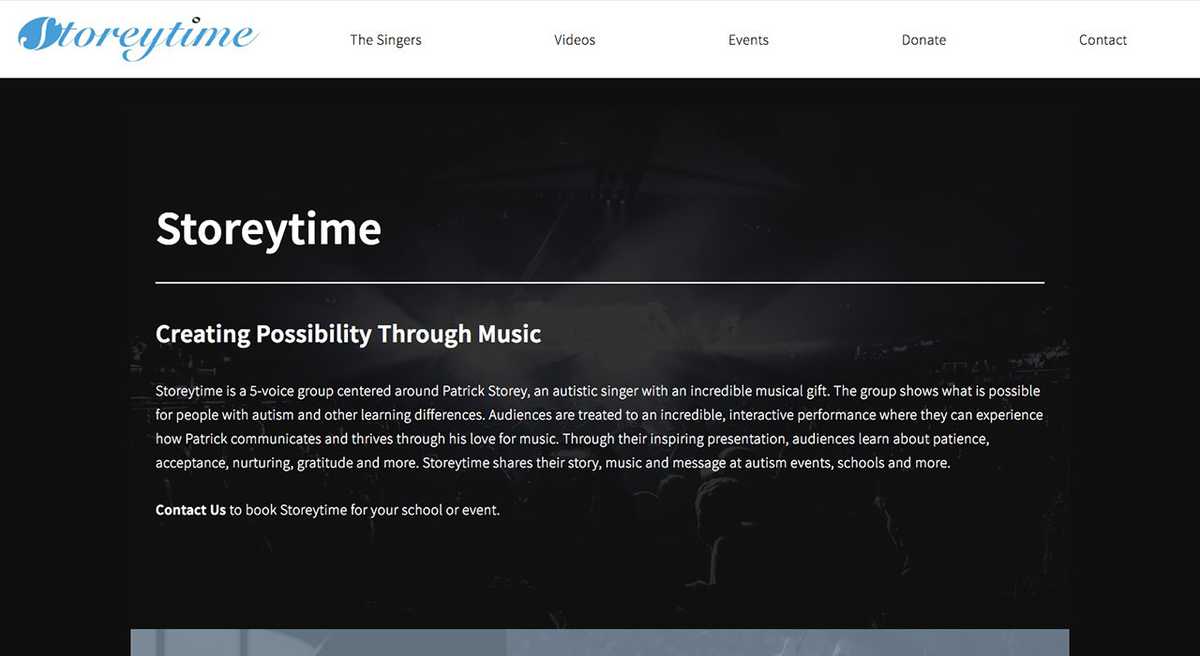 Storeytime
The Singers
Videos
Events
Donate
Contact
Storeytime
Creating Possibility Through Music
Storeytime is a 5-voice group centered around Patrick Storey, an autistic singer with an incredible musical gift. The group shows what is possible
for people with autism and other learning differences. Audiences are treated to an incredible, interactive performance where they can experience
how Patrick communicates and thrives through his love for music. Through their inspiring presentation, audiences learn about patience,
acceptance, nurturing, gratitude and more. Storeytime shares their story, music and message at autism events, schools and more.
Contact Us to book Storeytime for your school or event.